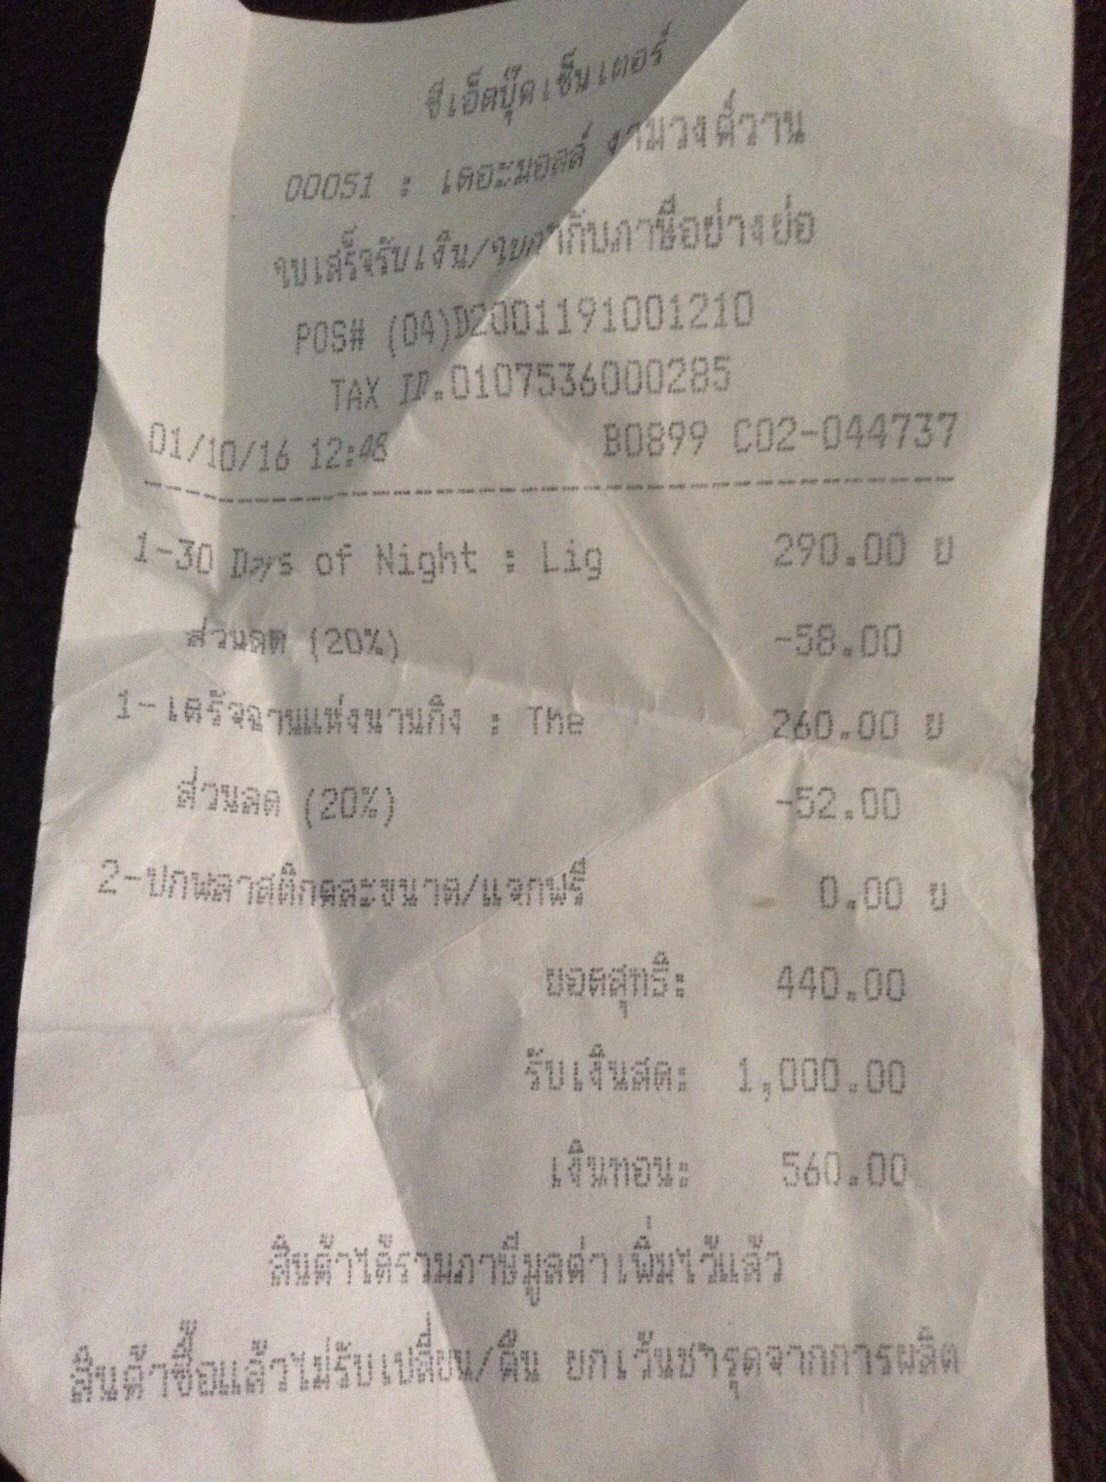 ซีเอ็ดบุ๊คเซ็นเตอร์
00051 : เดอะมอลล์ งามวงศ์วาน
ใบเสร็จรับเงิน/ใบกำกับภาษีอย่างย่อ
POS# (04)D2001191001210
TAX ID.0107536000285
01/10/16 12:48 B0899 C02-044737
1-30 Days of Night : Lig 290.00 ข
ส่วนลด (20%) -58.00
1-เดรัจฉานแห่งนานกิง : The 260.00 ข
ส่วนลด (20%) -52.00
2-ปกพลาสติกคละขนาด/แจกฟรี 0.00 ข
ยอดสุทธิ: 440.00
รับเงินสด: 1,000.00
เงินทอน: 560.00
สินค้าได้รวมภาษีมูลค่าเพิ่มไว้แล้ว
สินค้าซื้อแล้วไม่รับเปลี่ยน/คืน ยกเว้นชำรุดจากการผลิต